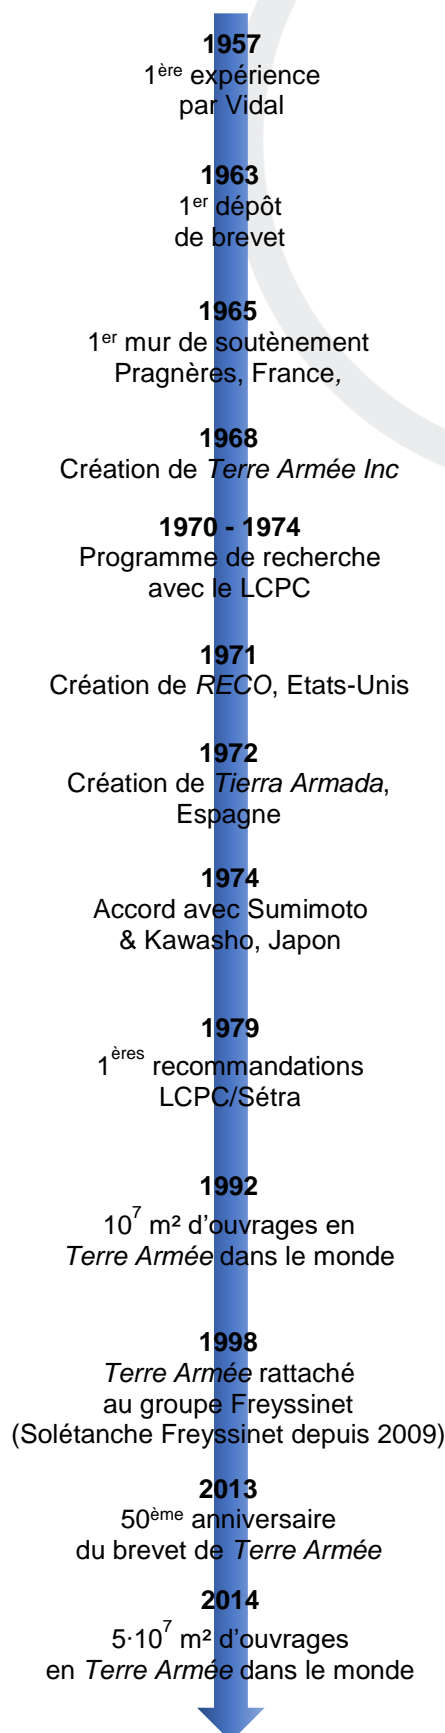 1957
1ère expérience
par Vidal
1963
1er dépôt
de brevet
1965
1er mur de soutènement
Pragnères, France,
1968
Création de Terre Armée Inc
1970 - 1974
Programme de recherche
avec le LCPC
1971
Création de RECO, Etats-Unis
1972
Création de Tierra Armada,
Espagne
1974
Accord avec Sumimoto
& Kawasho, Japon
1979
1ères recommandations
LCPC/Sétra
1992
10⁷ m² d’ouvrages en
Terre Armée dans le monde
1998
Terre Armée rattaché
au groupe Freyssinet
(Solétanche Freyssinet depuis 2009)
2013
50ème anniversaire
du brevet de Terre Armée
2014
5·10⁷ m² d’ouvrages
en Terre Armée dans le monde